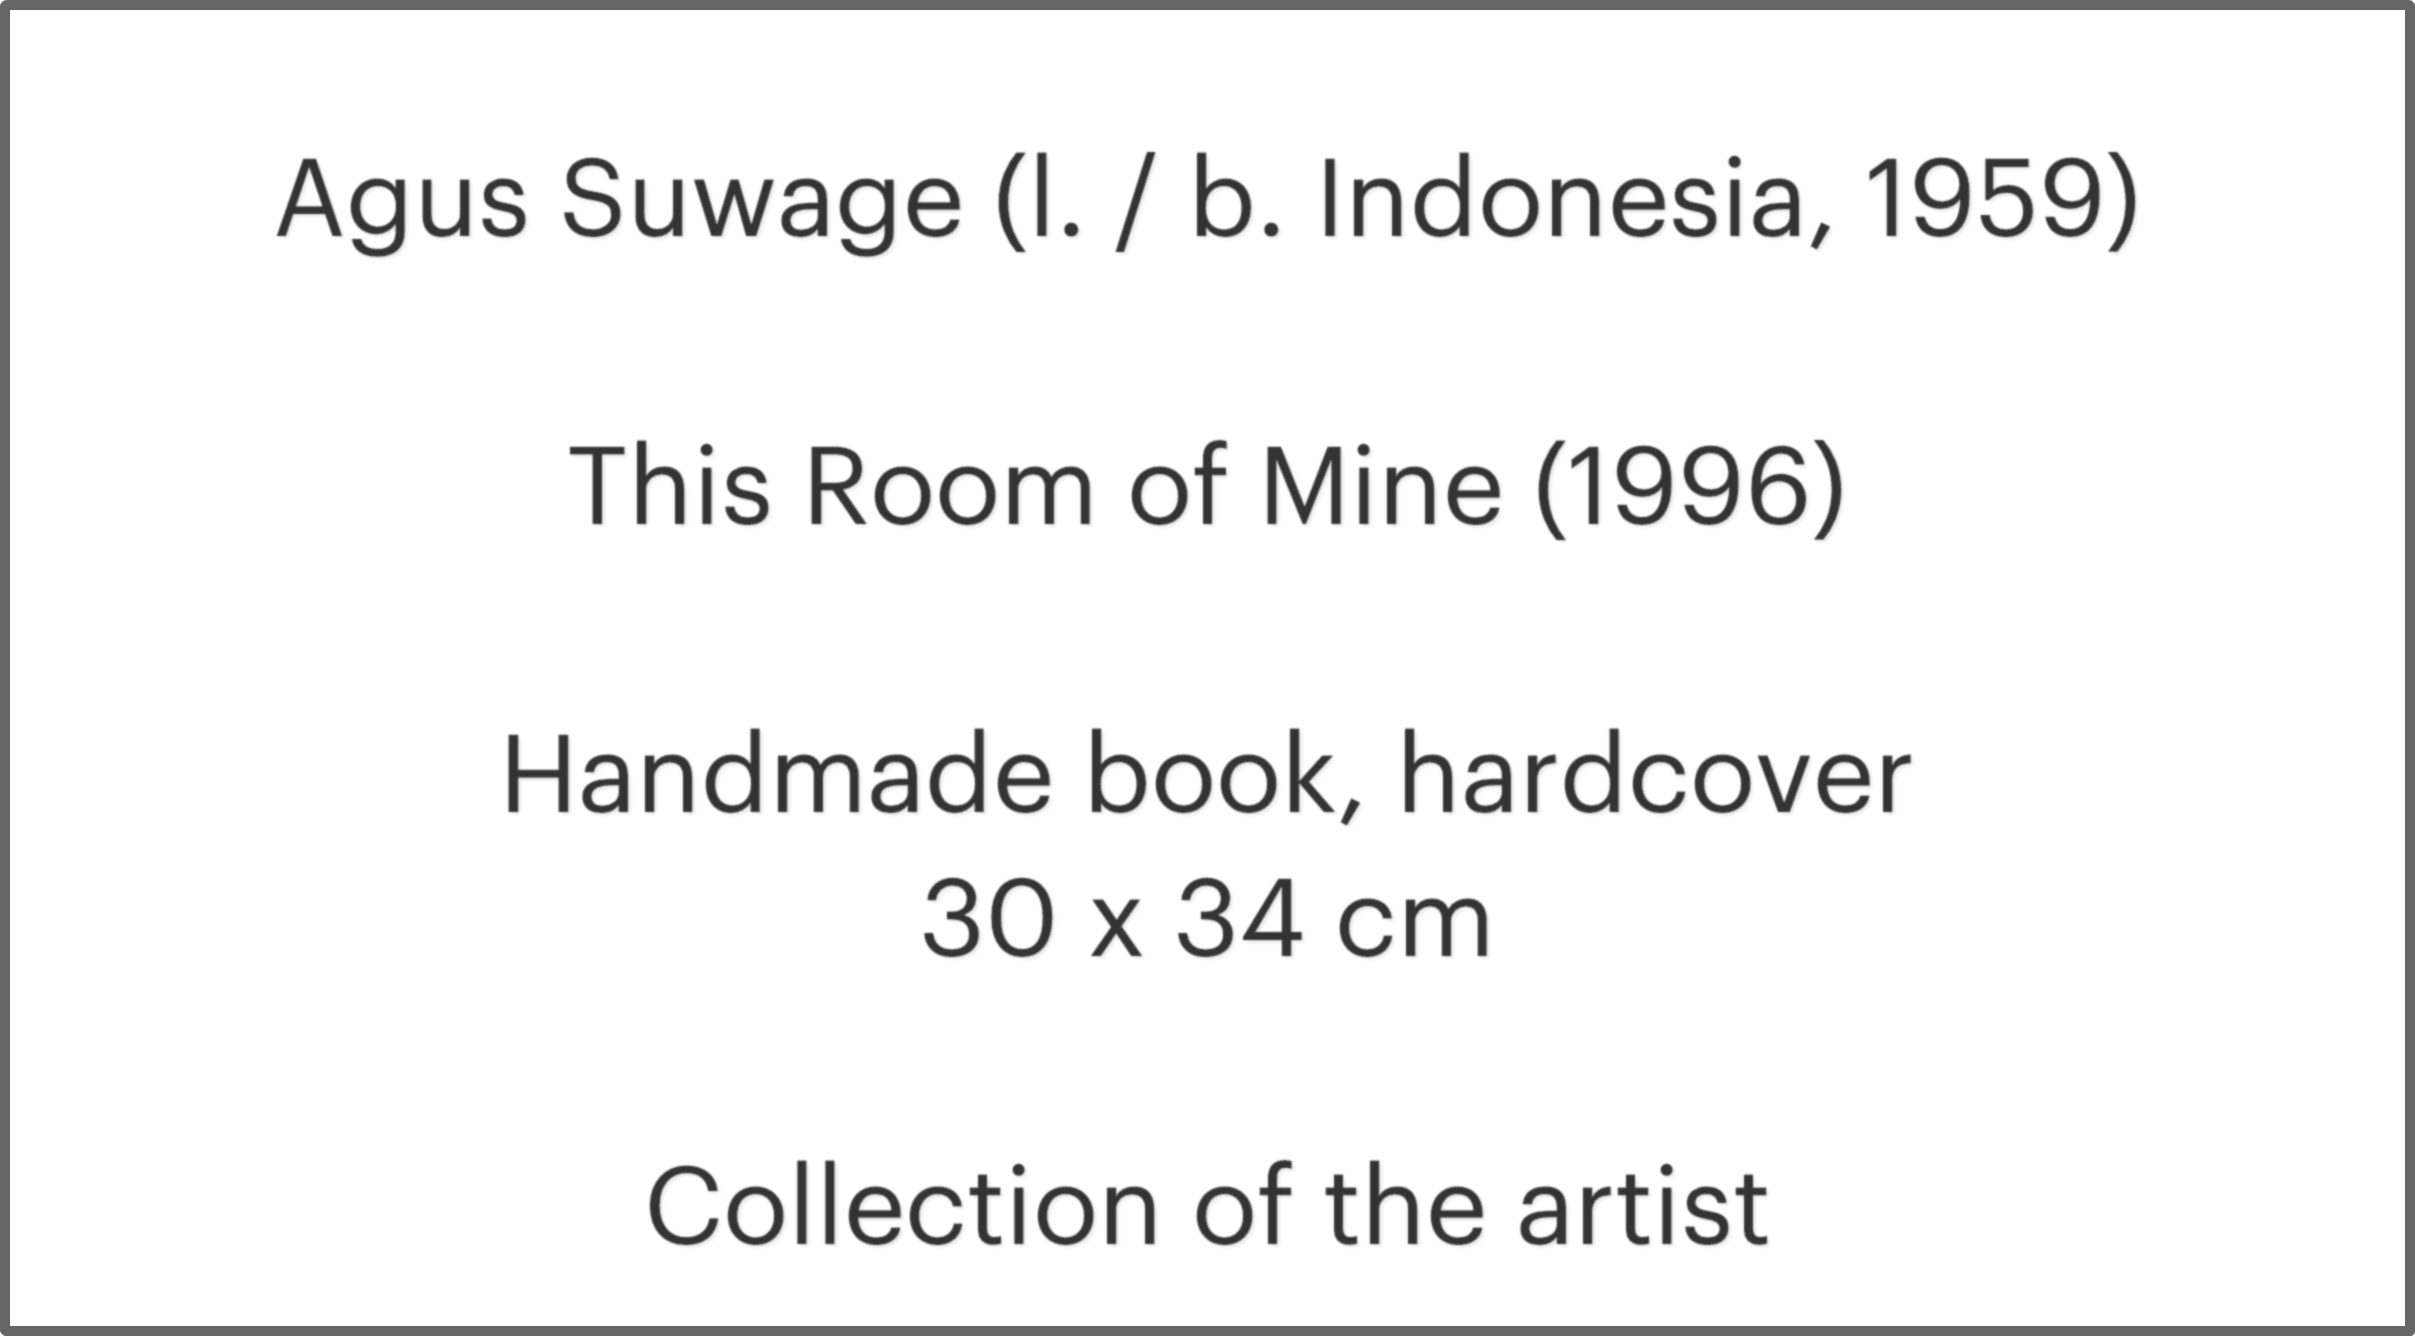 Agus Suwage (l. / b. Indonesia, 1959)
This Room of Mine (1996)
Handmade book, hardcover
30 x 34 cm
Collection of the artist